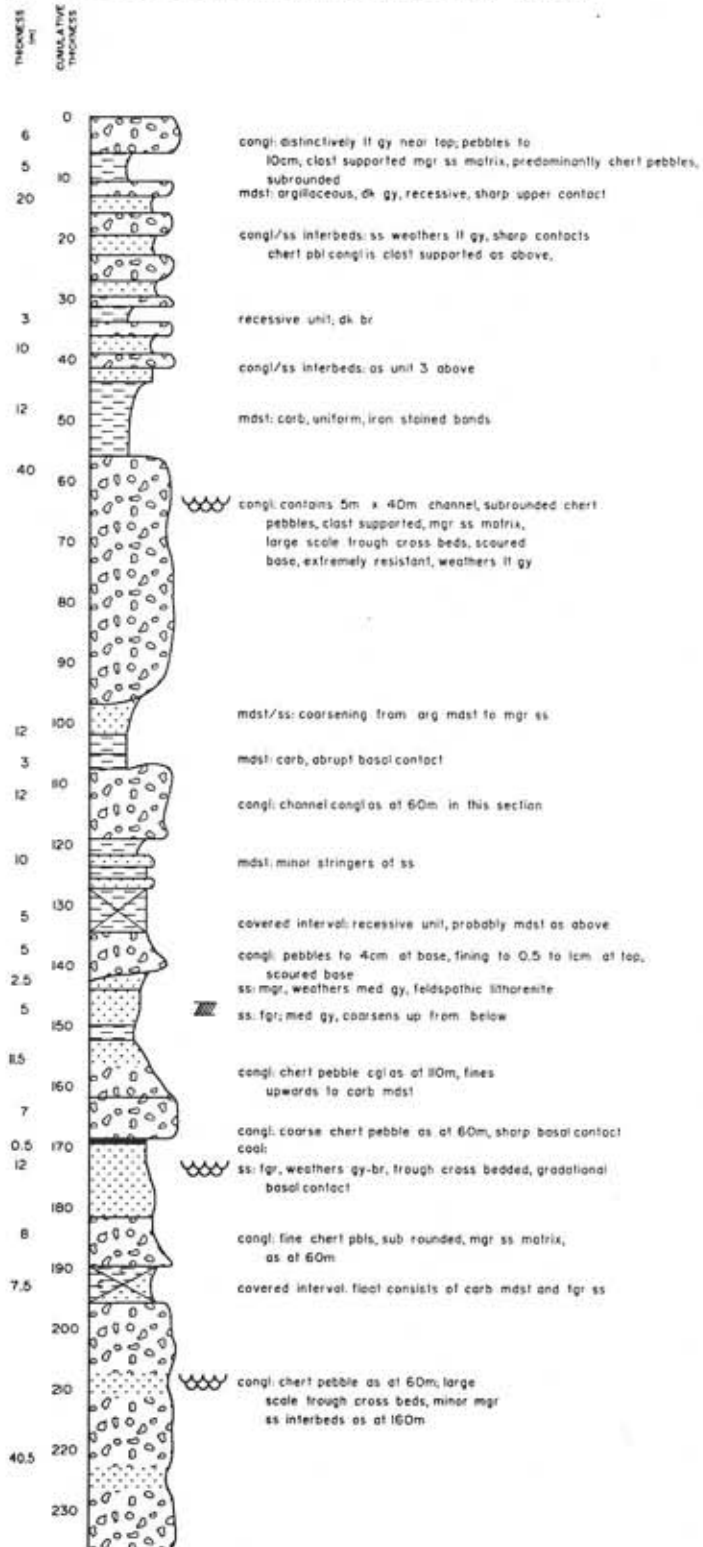 THICKNESS
(m)
CUMULATIVE
THICKNESS
0
6
congl: distinctively lt gy near top; pebbles to
10cm, clast supported mgr ss matrix, predominantly chert pebbles,
subrounded
5
10
mdst: argillaceous, dk gy, recessive, sharp upper contact
20
20
congl/ss interbeds: ss weathers lt gy, sharp contacts
chert pbl congl is clast supported as above,
30
3
recessive unit, dk br
10
40
congl/ss interbeds: as unit 3 above
12
50
mdst: carb, uniform, iron stained bands
40
60
congl: contains 5m x 40m channel, subrounded chert
pebbles, clast supported, mgr ss matrix,
large scale trough cross beds, scoured
base, extremely resistant, weathers lt gy
70
80
90
100
mdst/ss: coarsening from arg mdst to mgr ss
12
3
mdst: carb, abrupt basal contact
110
12
congl: channel congl as at 60m in this section
120
10
mdst: minor stringers of ss
130
5
covered interval: recessive unit, probably mdst as above
5
140
congl: pebbles to 4cm at base, fining to 0.5 to 1cm at top,
scoured base
2.5
ss: mgr, weathers med gy, feldspathic litharenite
5
ss: fgr; med gy, coarsens up from below
150
11.5
160
congl: chert pebble cgl as at 110m, fines
upwards to carb mdst
7
congl: coarse chert pebble as at 60m, sharp basal contact
0.5
170
coal:
12
ss: fgr, weathers gy-br, trough cross bedded, gradational
basal contact
180
8
congl: fine chert pbls, sub rounded, mgr ss matrix,
as at 60m
190
7.5
covered interval. float consists of carb mdst and fgr ss
200
210
congl: chert pebble as at 60m; large
scale trough cross beds, minor mgr
ss interbeds as at 160m
40.5
220
230